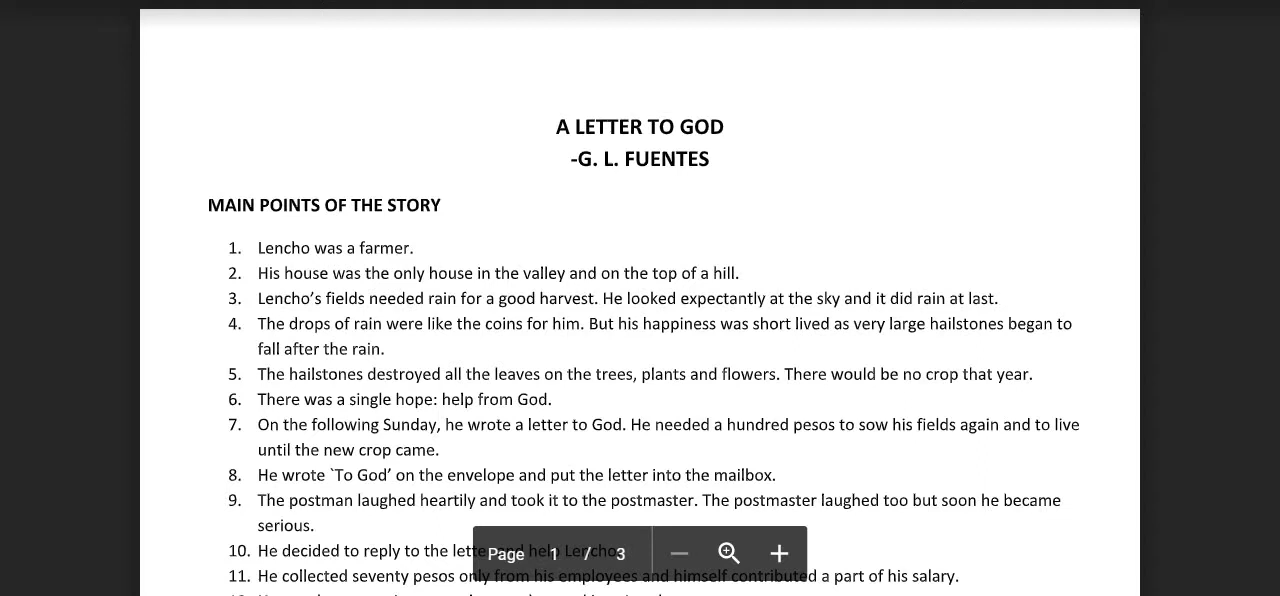 A LETTER TO GOD
-G. L. FUENTES
MAIN POINTS OF THE STORY
1. Lencho was a farmer.
2. His house was the only house in the valley and on the top of a hill.
3. Lencho’s fields needed rain for a good harvest. He looked expectantly at the sky and it did rain at last.
4. The drops of rain were like the coins for him. But his happiness was short lived as very large hailstones began to
fall after the rain.
5. The hailstones destroyed all the leaves on the trees, plants and flowers. There would be no crop that year.
6. There was a single hope: help from God.
7. On the following Sunday, he wrote a letter to God. He needed a hundred pesos to sow his fields again and to live
until the new crop came.
8. He wrote `To God’ on the envelope and put the letter into the mailbox.
9. The postman laughed heartily and took it to the postmaster. The postmaster laughed too but soon he became
serious.
10. He decided to reply to the letter and help Lencho.
Page 1 / 3
11. He collected seventy pesos only from his employees and himself contributed a part of his salary.